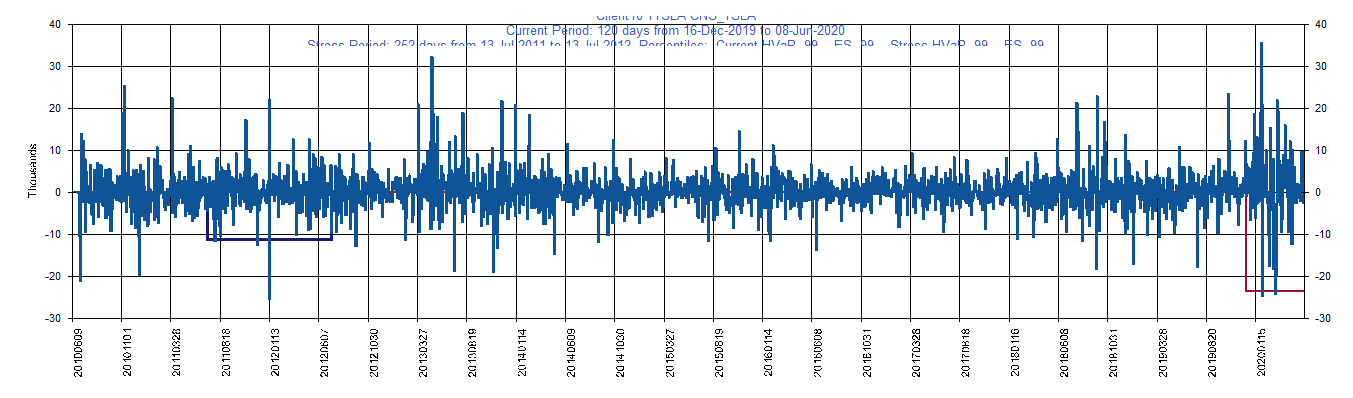 Client10 TTSLA CNS_TSLA
Current Period: 120 days from 16-Dec-2019 to 08-Jun-2020
Stress Period: 252 days from 13-Jul-2011 to 13-Jul-2012 Percentiles: Current HVaR 99 ES 99 Stress HVaR 99 ES 99
40 40
30 30
20 20
10 10
0 0
-10 -10
-20 -20
-30 -30
Thousands
20100609 20101101 20110328 20110818 20120113 20120607 20121030 20130327 20130819 20140114 20140609 20141030 20150327 20150819 20160114 20160608 20161031 20170328 20170818 20180116 20180608 20181031 20190328 20190820 20200115